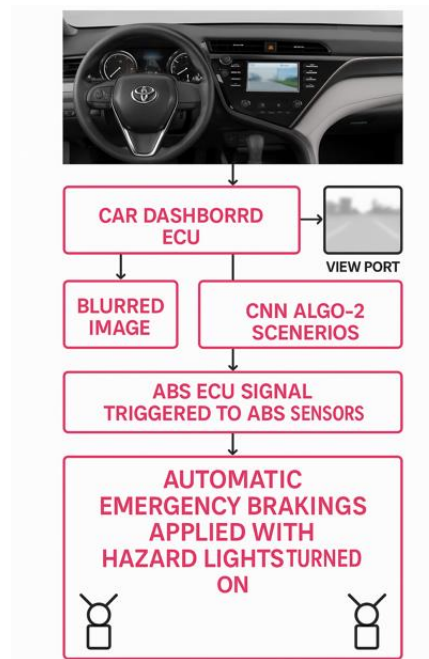 CAR DASHBORRD
ECU
VIEW PORT
BLURRED
IMAGE
CNN ALGO-2
SCENERIOS
ABS ECU SIGNAL
TRIGGERED TO ABS SENSORS
AUTOMATIC
EMERGENCY BRAKINGS
APPLIED WITH
HAZARD LIGHTSTURNED
ON